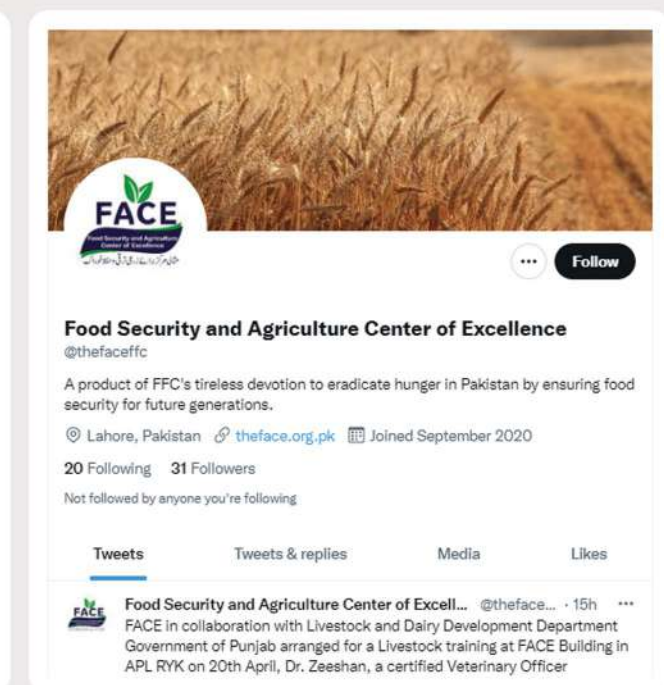 FACE
Food Security and Agriculture
Center of Excellence
Follow
Food Security and Agriculture Center of Excellence
@thefaceffc
A product of FFC's tireless devotion to eradicate hunger in Pakistan by ensuring food
security for future generations.
Lahore, Pakistan theface.org.pk Joined September 2020
20 Following 31 Followers
Not followed by anyone you're following
Tweets Tweets & replies Media Likes
FACE
Food Security and Agriculture Center of Excell... @theface... · 15h ...
FACE in collaboration with Livestock and Dairy Development Department
Government of Punjab arranged for a Livestock training at FACE Building in
APL RYK on 20th April, Dr. Zeeshan, a certified Veterinary Officer